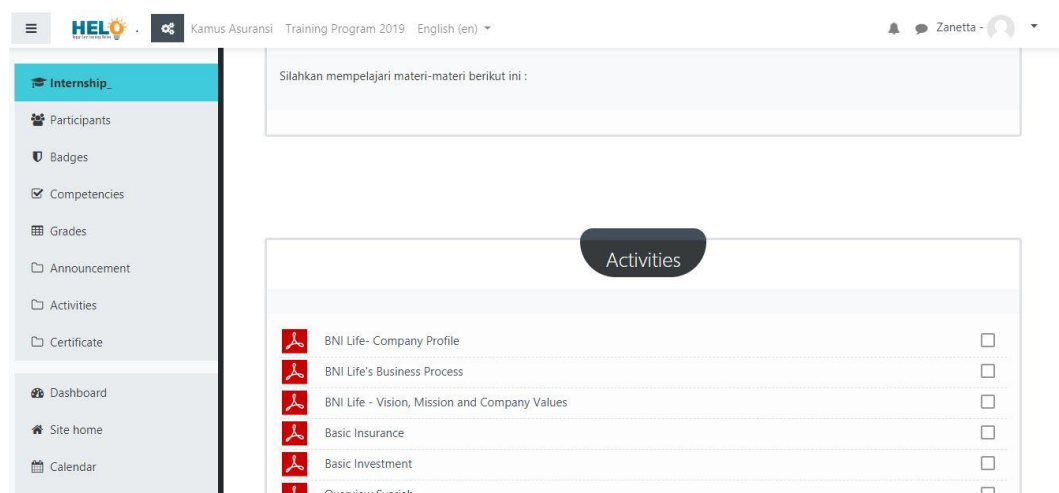 HELO .
Kamus Asuransi Training Program 2019 English (en)
Zanetta -
Internship_
Participants
Badges
Competencies
Grades
Announcement
Activities
Certificate
Dashboard
Site home
Calendar
Silahkan mempelajari materi-materi berikut ini :
Activities
BNI Life- Company Profile
BNI Life's Business Process
BNI Life - Vision, Mission and Company Values
Basic Insurance
Basic Investment
Overview Syariah